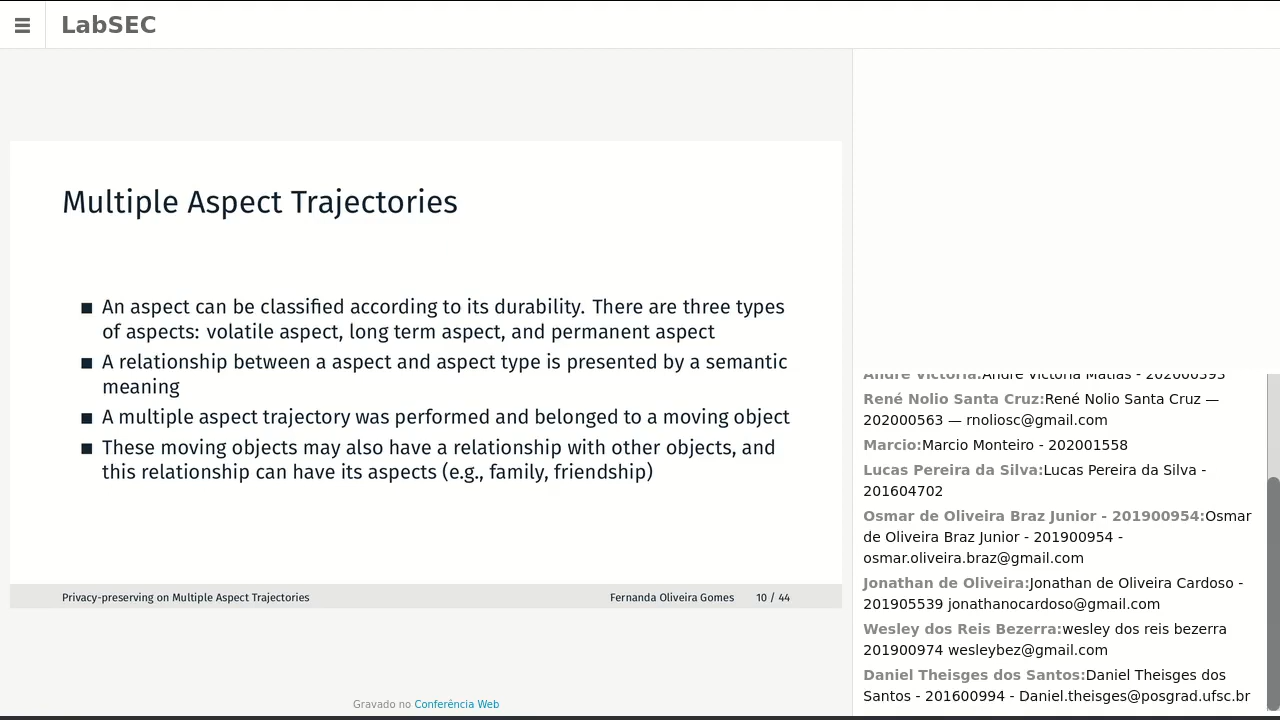 LabSEC
Multiple Aspect Trajectories
An aspect can be classified according to its durability. There are three types
of aspects: volatile aspect, long term aspect, and permanent aspect
A relationship between a aspect and aspect type is presented by a semantic
meaning
A multiple aspect trajectory was performed and belonged to a moving object
These moving objects may also have a relationship with other objects, and
this relationship can have its aspects (e.g., family, friendship)
Privacy-preserving on Multiple Aspect Trajectories
Fernanda Oliveira Gomes 10 / 44
Gravado no Conferência Web
André Victória:André Victória Matias - 202000393
René Nolio Santa Cruz:René Nolio Santa Cruz —
202000563 — rnoliosc@gmail.com
Marcio:Marcio Monteiro - 202001558
Lucas Pereira da Silva:Lucas Pereira da Silva -
201604702
Osmar de Oliveira Braz Junior - 201900954:Osmar
de Oliveira Braz Junior - 201900954 -
osmar.oliveira.braz@gmail.com
Jonathan de Oliveira:Jonathan de Oliveira Cardoso -
201905539 jonathanocardoso@gmail.com
Wesley dos Reis Bezerra:wesley dos reis bezerra
201900974 wesleybez@gmail.com
Daniel Theisges dos Santos:Daniel Theisges dos
Santos - 201600994 - Daniel.theisges@posgrad.ufsc.br